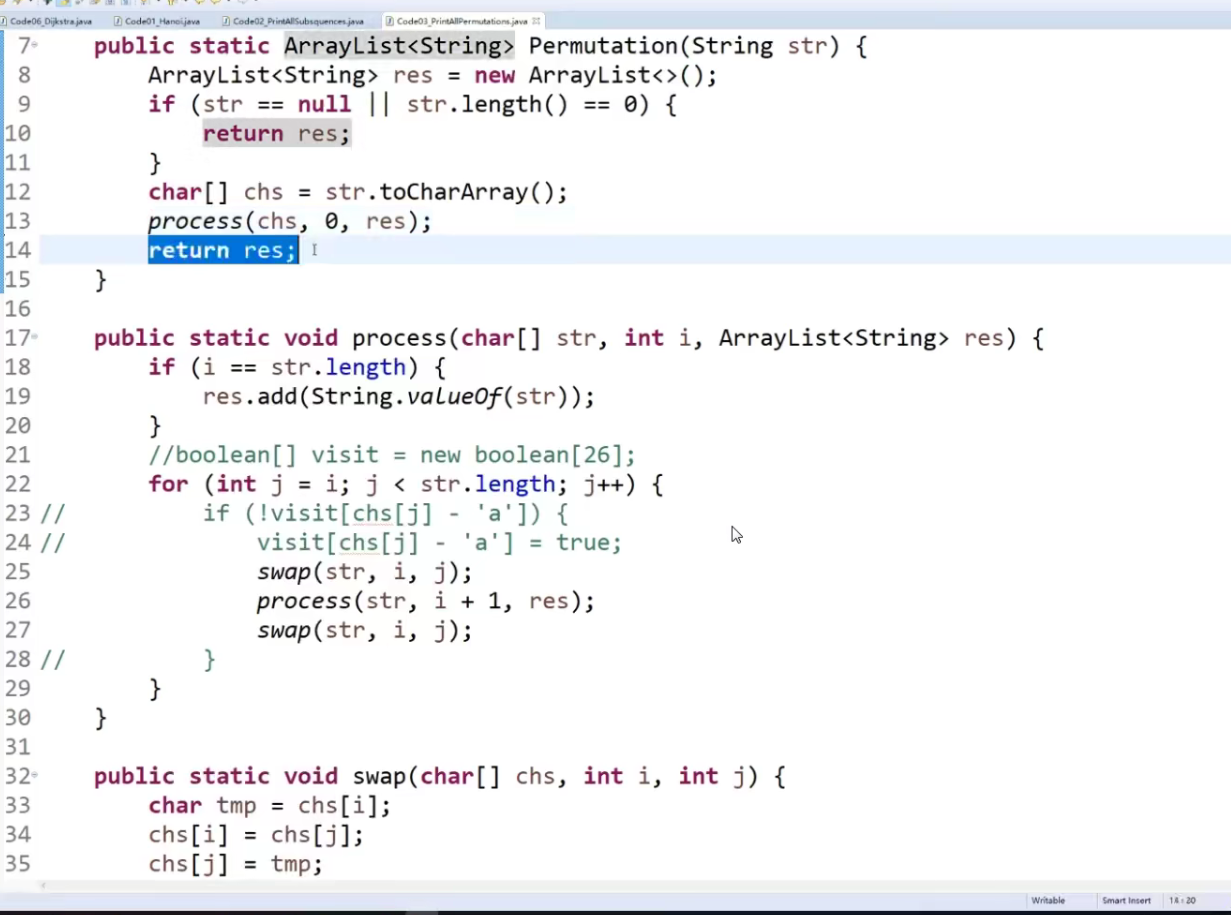 Code06_Dijkstra.java Code01_Hanoi.java Code02_PrintAllSubsquences.java Code03_PrintAllPermutations.java
7 public static ArrayList<String> Permutation(String str) {
8 ArrayList<String> res = new ArrayList<>();
9 if (str == null || str.length() == 0) {
10 return res;
11 }
12 char[] chs = str.toCharArray();
13 process(chs, 0, res);
14 return res;
15 }
16
17 public static void process(char[] str, int i, ArrayList<String> res) {
18 if (i == str.length) {
19 res.add(String.valueOf(str));
20 }
21 //boolean[] visit = new boolean[26];
22 for (int j = i; j < str.length; j++) {
23 // if (!visit[chs[j] - 'a']) {
24 // visit[chs[j] - 'a'] = true;
25 swap(str, i, j);
26 process(str, i + 1, res);
27 swap(str, i, j);
28 // }
29 }
30 }
31
32 public static void swap(char[] chs, int i, int j) {
33 char tmp = chs[i];
34 chs[i] = chs[j];
35 chs[j] = tmp;
Writable Smart Insert 14 : 20